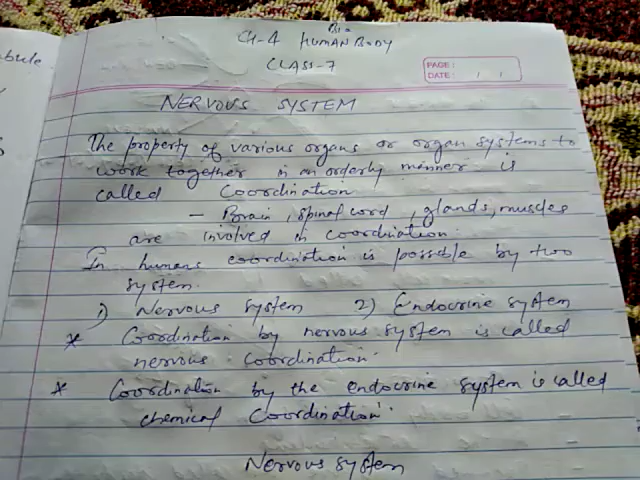 bule
Bio
Ch-4 HUMAN BODY
CLASS-7
PAGE:
DATE: / /
NERVOUS SYSTEM
The property of various organs or organ systems to
work together in an orderly manner is
called Coordination
- Brain, spinal cord, glands, muscles
are involved in coordination.
In humans coordination is possible by two
system.
1) Nervous system 2) Endocrine system
* Coordination by nervous system is called
nervous coordination.
* Coordination by the endocrine system is called
chemical Coordination.
Nervous system